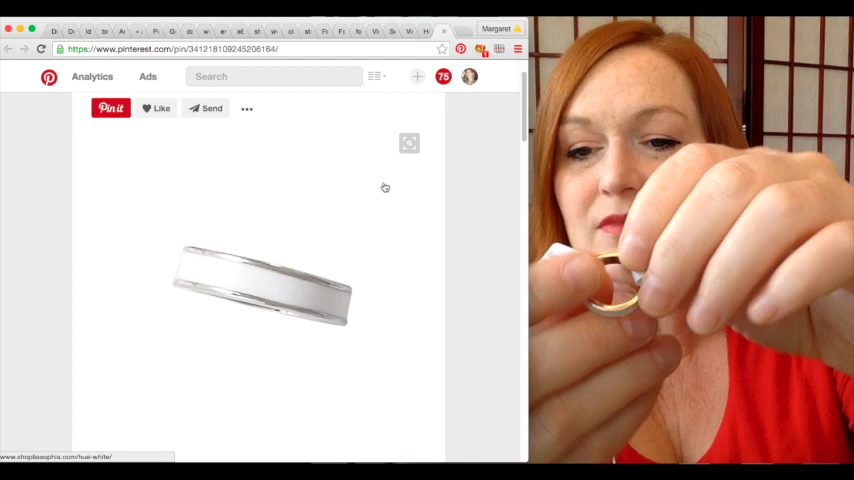 Margaret
https://www.pinterest.com/pin/341218109245206164/
Analytics Ads Search 75
Pin it Like Send
www.shopliasophia.com/hue-white/